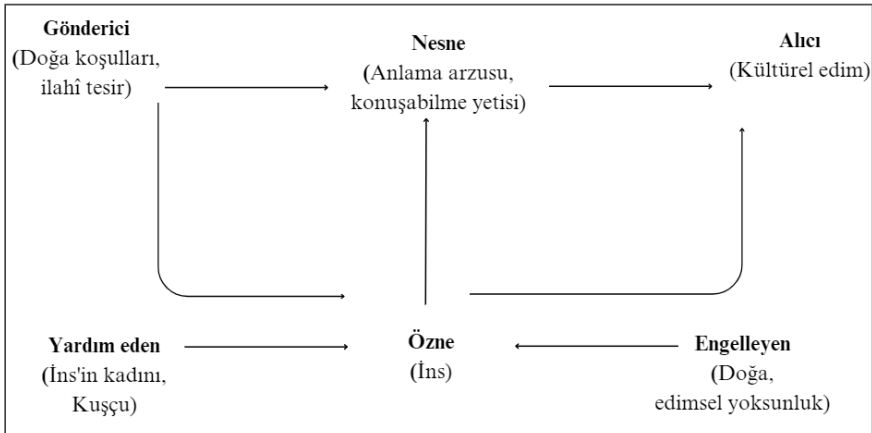 Gönderici
(Doğa koşulları,
ilahî tesir)
Nesne
(Anlama arzusu,
konuşabilme yetisi)
Alıcı
(Kültürel edim)
Yardım eden
(İns'in kadını,
Kuşçu)
Özne
(İns)
Engelleyen
(Doğa,
edimsel yoksunluk)